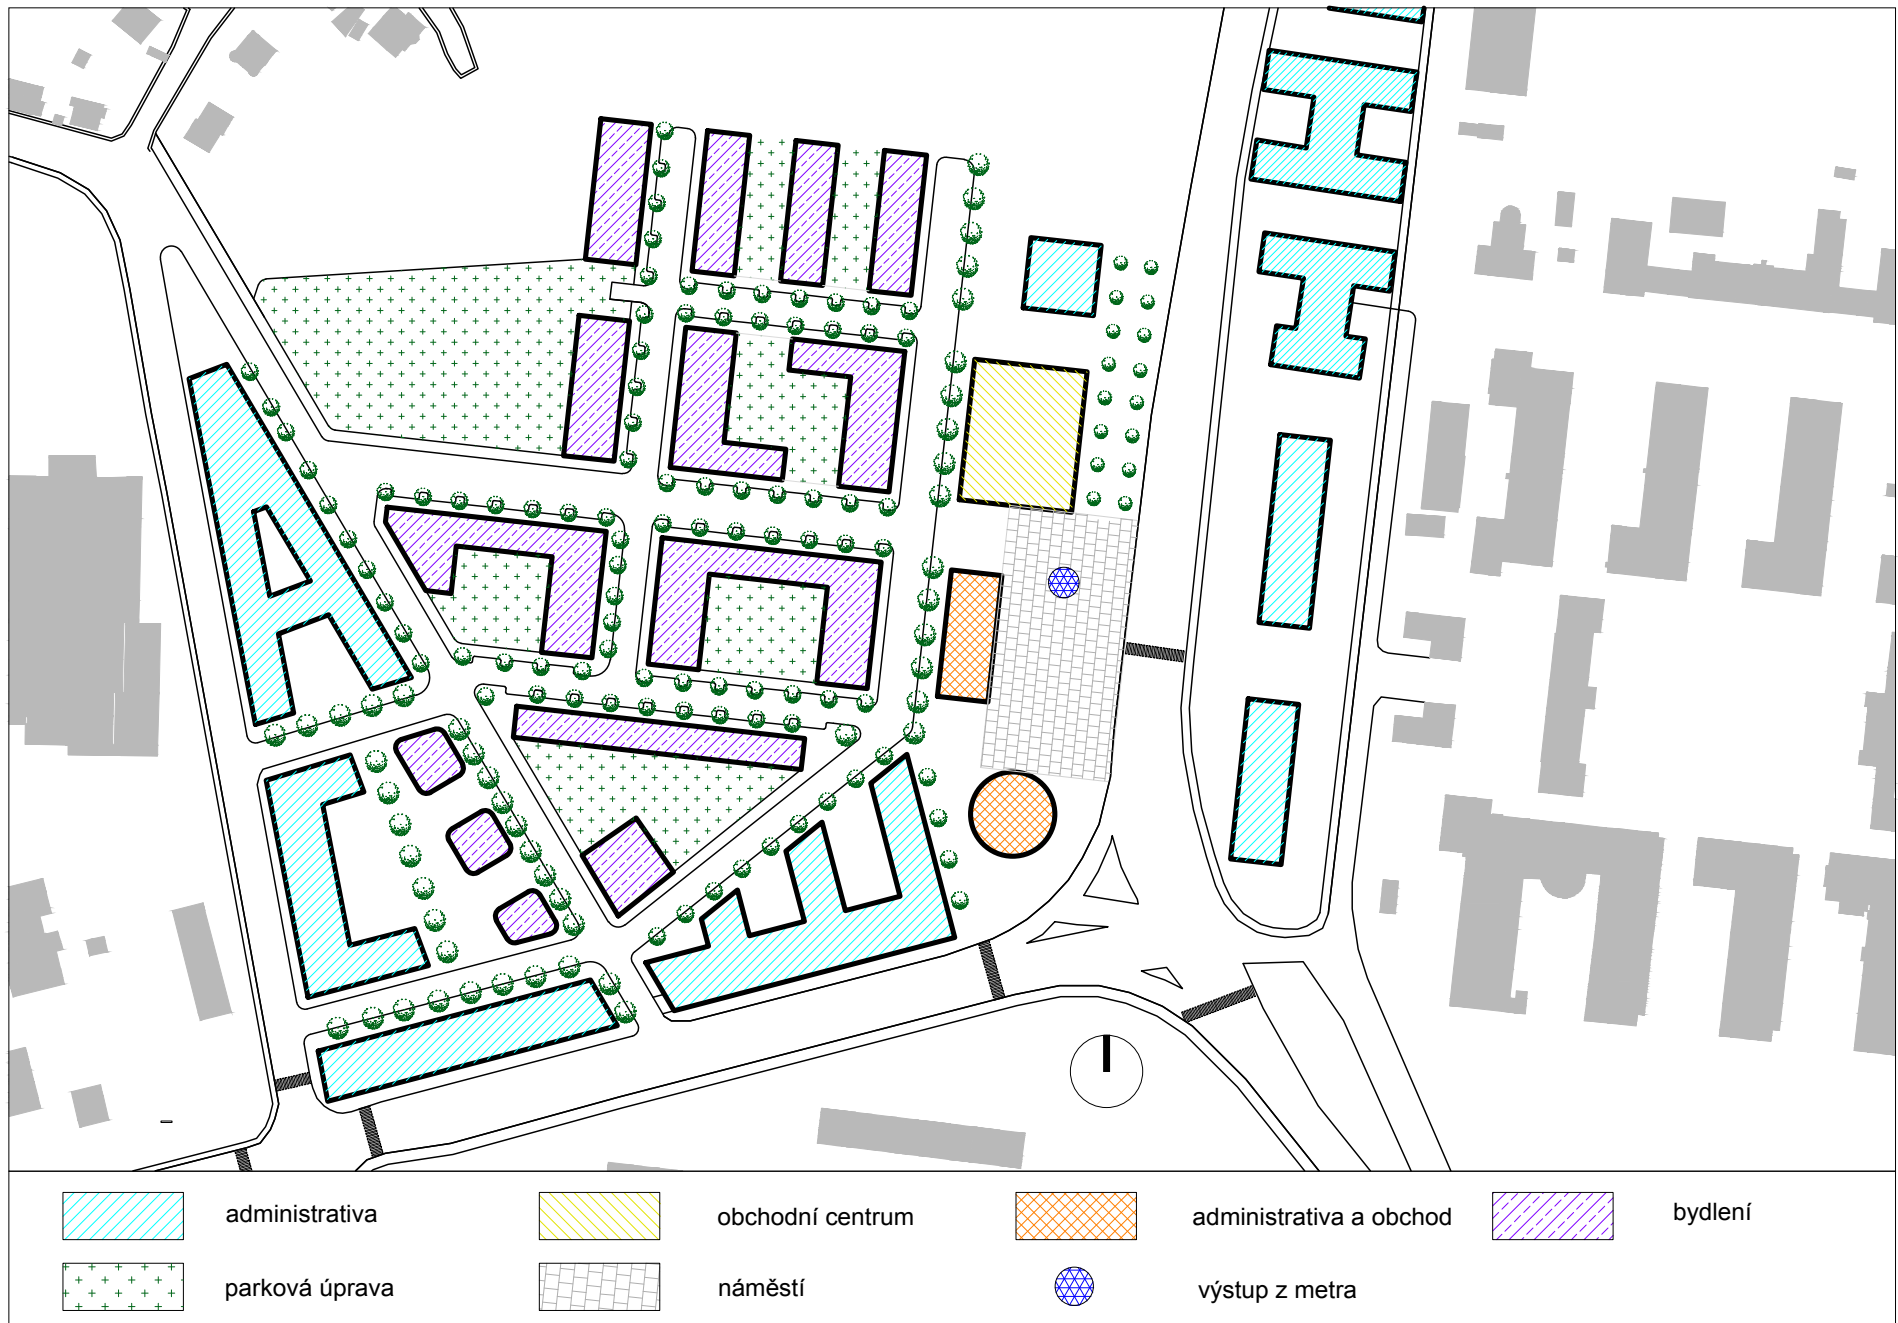 administrativa
obchodní centrum
administrativa a obchod
bydlení
parková úprava
náměstí
výstup z metra